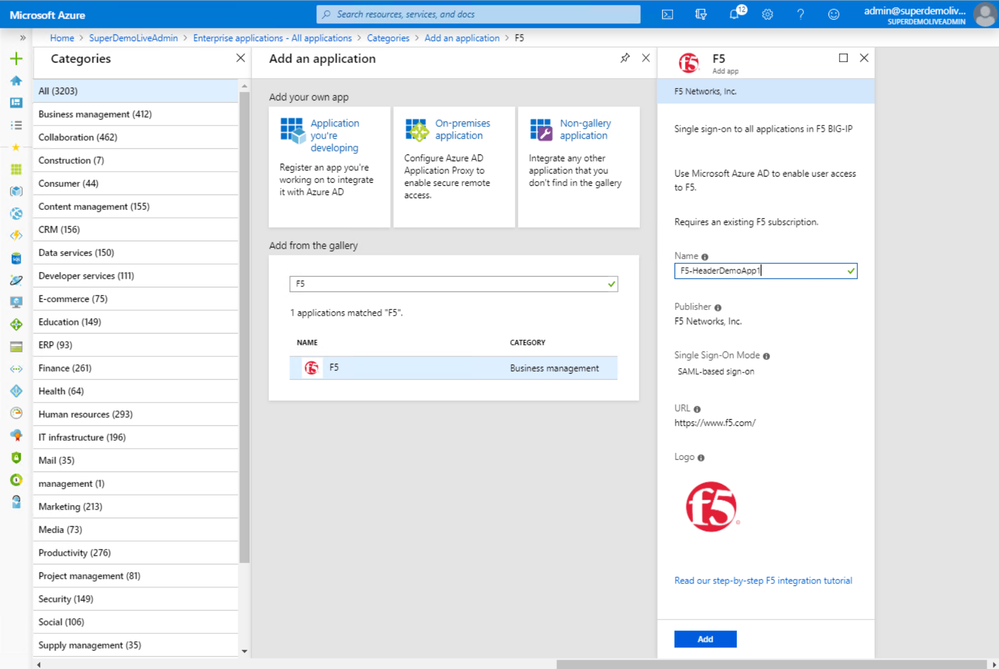 Microsoft Azure
Search resources, services, and docs
12
admin@superdemoliv...
SUPERDEMOLIVEADMIN
Home > SuperDemoLiveAdmin > Enterprise applications - All applications > Categories > Add an application > F5
Categories
All (3203)
Business management (412)
Collaboration (462)
Construction (7)
Consumer (44)
Content management (155)
CRM (156)
Data services (150)
Developer services (111)
E-commerce (75)
Education (149)
ERP (93)
Finance (261)
Health (64)
Human resources (293)
IT infrastructure (196)
Mail (35)
management (1)
Marketing (213)
Media (73)
Productivity (276)
Project management (81)
Security (149)
Social (106)
Supply management (35)
Add an application
Add your own app
Application
you're
developing
Register an app you're
working on to integrate
it with Azure AD
On-premises
application
Configure Azure AD
Application Proxy to
enable secure remote
access.
Non-gallery
application
Integrate any other
application that you
don't find in the gallery
Add from the gallery
F5
1 applications matched "F5".
NAME CATEGORY
f5 F5 Business management
f5
F5
Add app
F5 Networks, Inc.
Single sign-on to all applications in F5 BIG-IP
Use Microsoft Azure AD to enable user access
to F5.
Requires an existing F5 subscription.
Name
F5-HeaderDemoApp1
Publisher
F5 Networks, Inc.
Single Sign-On Mode
SAML-based sign-on
URL
https://www.f5.com/
Logo
f5
Read our step-by-step F5 integration tutorial
Add